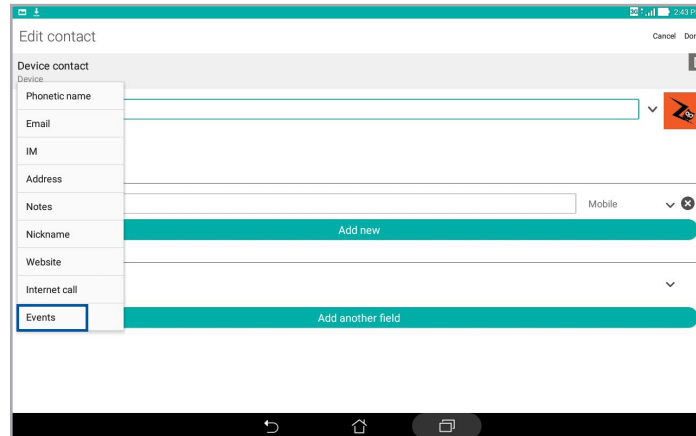 3G 2:43 P
Edit contact
Cancel Dor
Device contact
Device
Phonetic name
Email
IM
Address
Notes
Mobile
Nickname
Add new
Website
Internet call
Events
Add another field